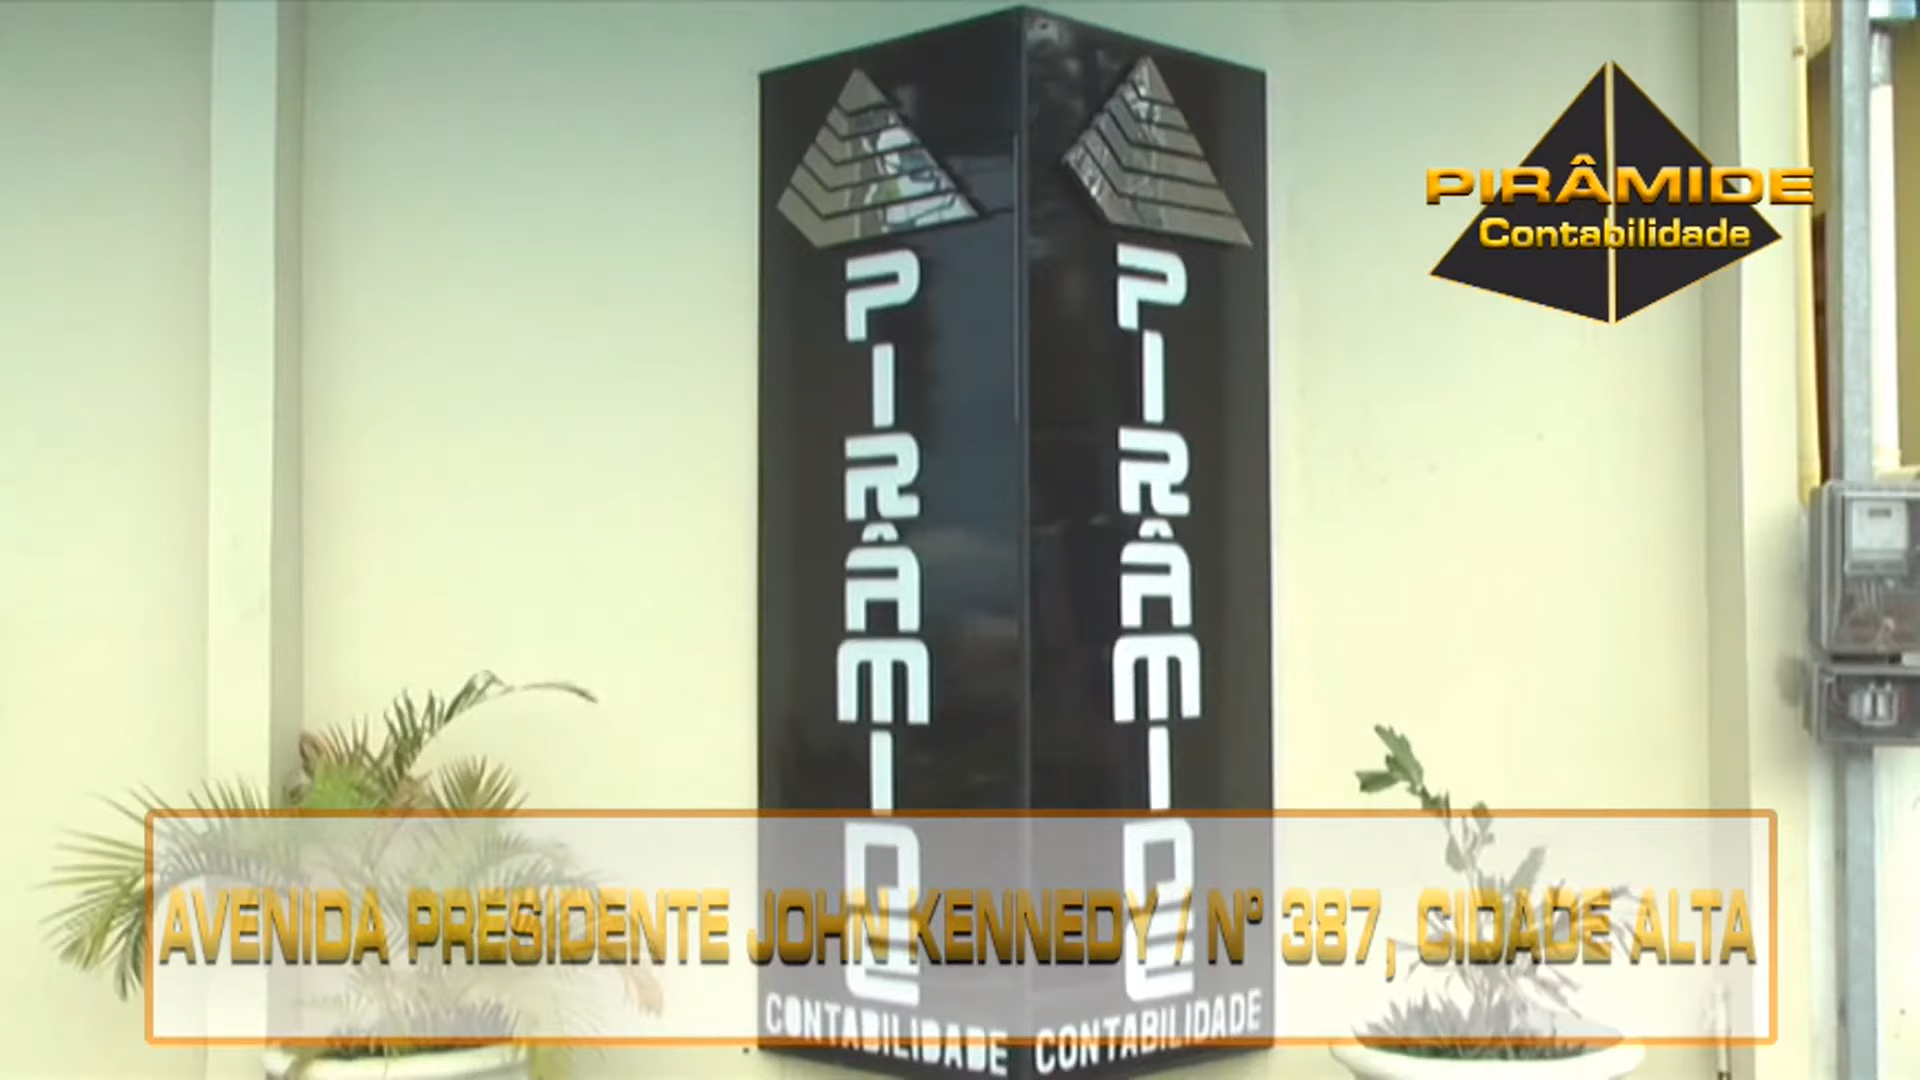 PIRÂMIDE
CONTABILIDADE
PIRÂMIDE
CONTABILIDADE
PIRÂMIDE
Contabilidade
AVENIDA PRESIDENTE JOHN KENNEDY / Nº 387, CIDADE ALTA